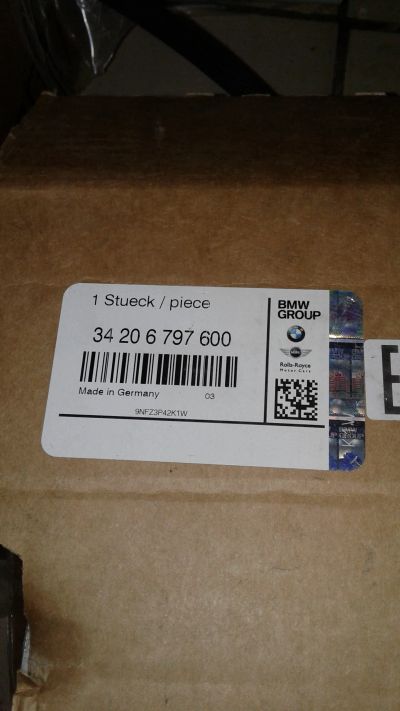 1 Stueck / piece
34 20 6 797 600
Made in Germany 03
9NFZ3P42K1W
BMW
GROUP
Rolls-Royce
Motor Cars
E